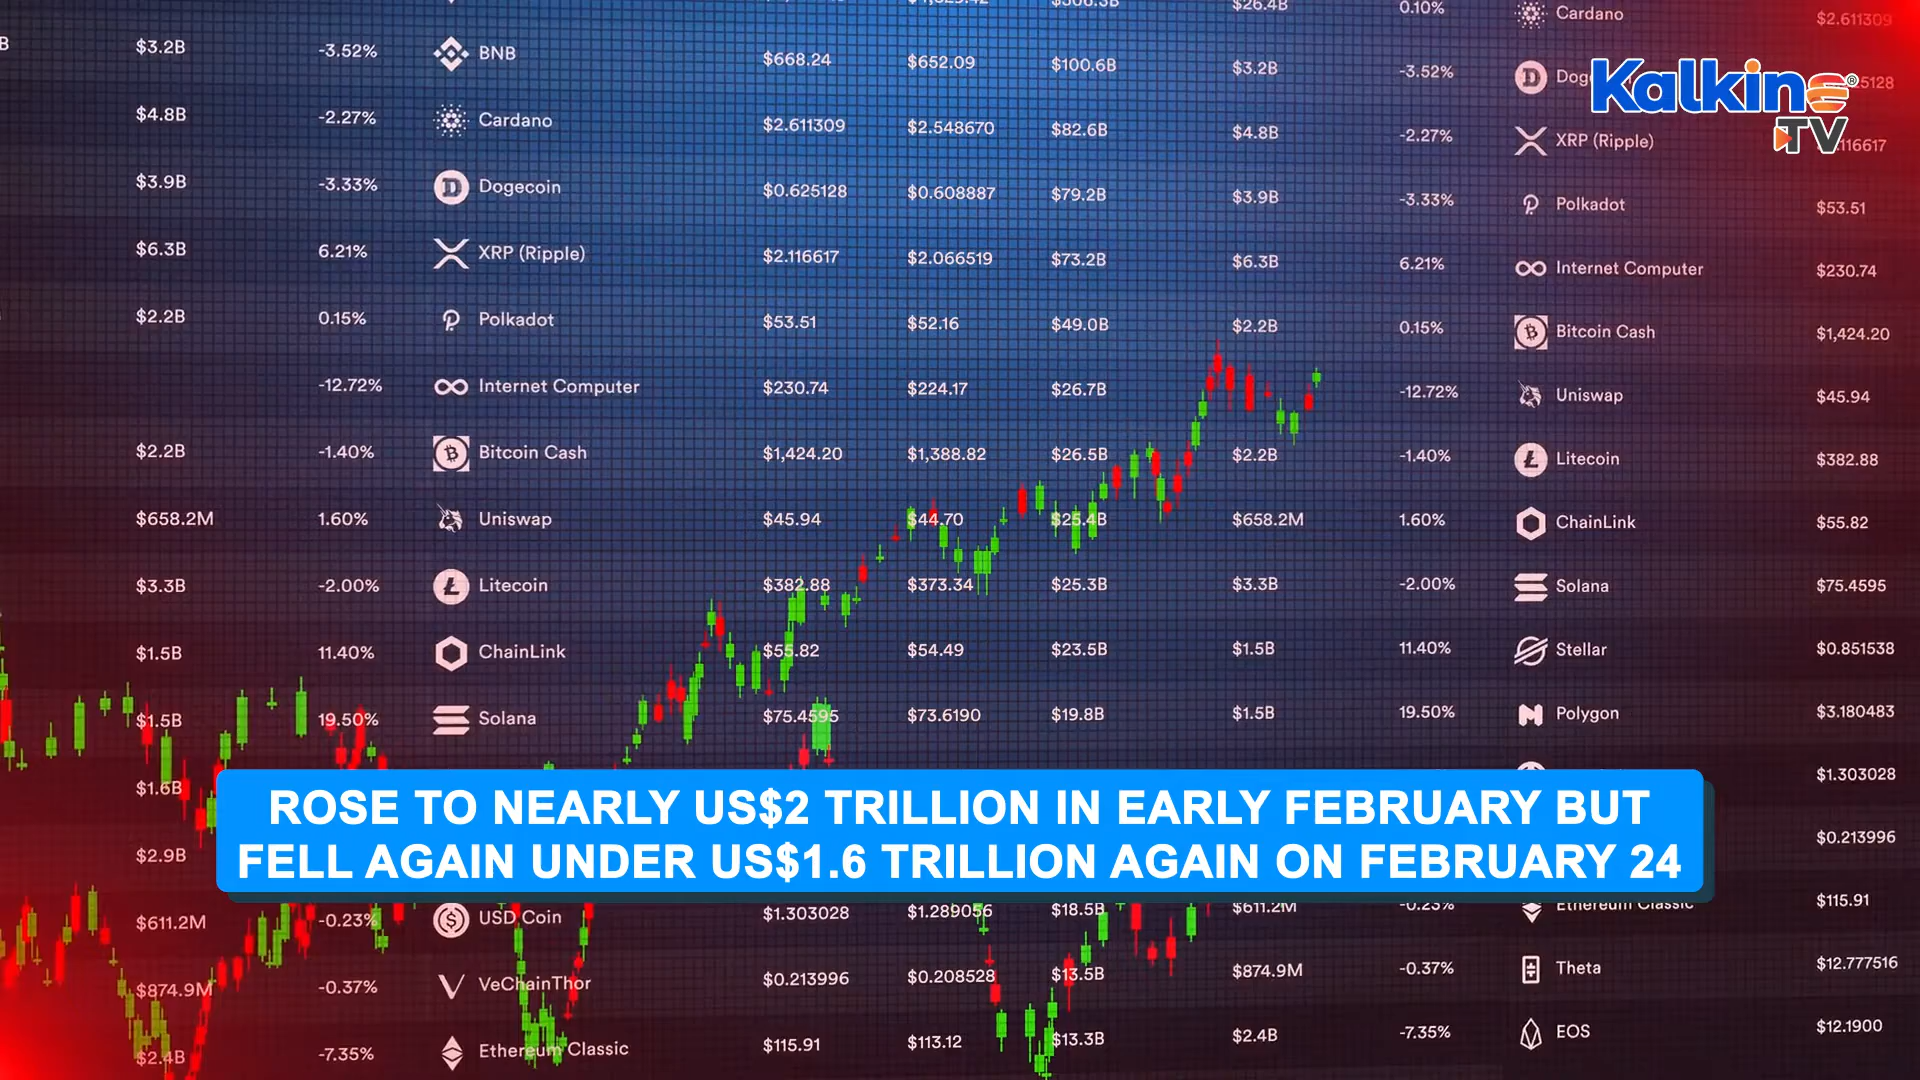 $26.4B 0.10% Cardano $2.611309
$3.2B -3.52% BNB $668.24 $652.09 $100.6B $3.2B -3.52%
Kalkine®
TV
$4.8B -2.27% Cardano $2.611309 $2.548670 $82.6B $4.8B -2.27% XRP (Ripple)
$3.9B -3.33% Dogecoin $0.625128 $0.608887 $79.2B $3.9B -3.33% Polkadot $53.51
$6.3B 6.21% XRP (Ripple) $2.116617 $2.066519 $73.2B $6.3B 6.21% Internet Computer $230.74
$2.2B 0.15% Polkadot $53.51 $52.16 $49.0B $2.2B 0.15% Bitcoin Cash $1,424.20
-12.72% Internet Computer $230.74 $224.17 $26.7B -12.72% Uniswap $45.94
$2.2B -1.40% Bitcoin Cash $1,424.20 $1,388.82 $26.5B $2.2B -1.40% Litecoin $382.88
$658.2M 1.60% Uniswap $45.94 $44.70 $25.4B $658.2M 1.60% ChainLink $55.82
$3.3B -2.00% Litecoin $382.88 $373.34 $25.3B $3.3B -2.00% Solana $75.4595
$1.5B 11.40% ChainLink $55.82 $54.49 $23.5B $1.5B 11.40% Stellar $0.851538
$1.5B 19.50% Solana $75.4595 $73.6190 $19.8B $1.5B 19.50% Polygon $3.180483
$1.6B $1.303028
ROSE TO NEARLY US$2 TRILLION IN EARLY FEBRUARY BUT
FELL AGAIN UNDER US$1.6 TRILLION AGAIN ON FEBRUARY 24
$2.9B $0.213996
$611.2M -0.23% USD Coin $1.303028 $1.289056 $18.5B $611.2M -0.23% Ethereum Classic $115.91
$874.9M -0.37% VeChainThor $0.213996 $0.208528 $13.5B $874.9M -0.37% Theta $12.777516
$2.4B -7.35% Ethereum Classic $115.91 $113.12 $13.3B $2.4B -7.35% EOS $12.1900